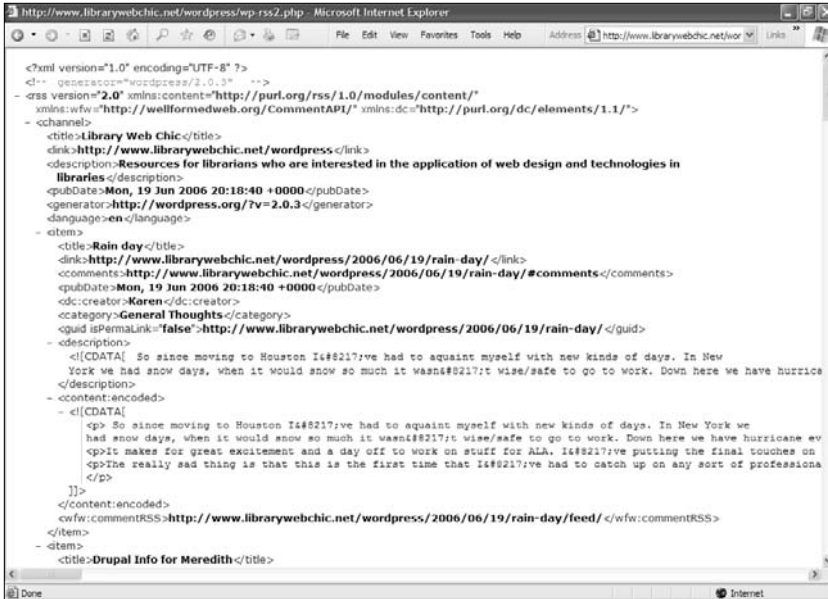 http://www.librarywebchic.net/wordpress/wp-rss2.php - Microsoft Internet Explorer
File Edit View Favorites Tools Help Address http://www.librarywebchic.net/wor Links »
<?xml version="1.0" encoding="UTF-8" ?>
<!-- generator="wordpress/2.0.3" -->
- <rss version="2.0" xmlns:content="http://purl.org/rss/1.0/modules/content/"
xmlns:wfw="http://wellformedweb.org/CommentAPI/" xmlns:dc="http://purl.org/dc/elements/1.1/">
- <channel>
<title>Library Web Chic</title>
<link>http://www.librarywebchic.net/wordpress</link>
<description>Resources for librarians who are interested in the application of web design and technologies in
libraries</description>
<pubDate>Mon, 19 Jun 2006 20:18:40 +0000</pubDate>
<generator>http://wordpress.org/?v=2.0.3</generator>
<language>en</language>
- <item>
<title>Rain day</title>
<link>http://www.librarywebchic.net/wordpress/2006/06/19/rain-day/</link>
<comments>http://www.librarywebchic.net/wordpress/2006/06/19/rain-day/#comments</comments>
<pubDate>Mon, 19 Jun 2006 20:18:40 +0000</pubDate>
<dc:creator>Karen</dc:creator>
<category>General Thoughts</category>
<guid isPermaLink="false">http://www.librarywebchic.net/wordpress/2006/06/19/rain-day/</guid>
- <description>
<![CDATA[ So since moving to Houston I&#8217;ve had to aquaint myself with new kinds of days. In New
York we had snow days, when it would snow so much it wasn&#8217;t wise/safe to go to work. Down here we have hurrica
</description>
- <content:encoded>
- <![CDATA[
<p> So since moving to Houston I&#8217;ve had to aquaint myself with new kinds of days. In New York we
had snow days, when it would snow so much it wasn&#8217;t wise/safe to go to work. Down here we have hurricane ev
<p>It makes for great excitement and a day off to work on stuff for ALA. I&#8217;ve putting the final touches on
<p>The really sad thing is that this is the first time that I&#8217;ve had to catch up on any sort of professiona
</p>
]]>
</content:encoded>
<wfw:commentRSS>http://www.librarywebchic.net/wordpress/2006/06/19/rain-day/feed/</wfw:commentRSS>
</item>
- <item>
<title>Drupal Info for Meredith</title>
Done Internet